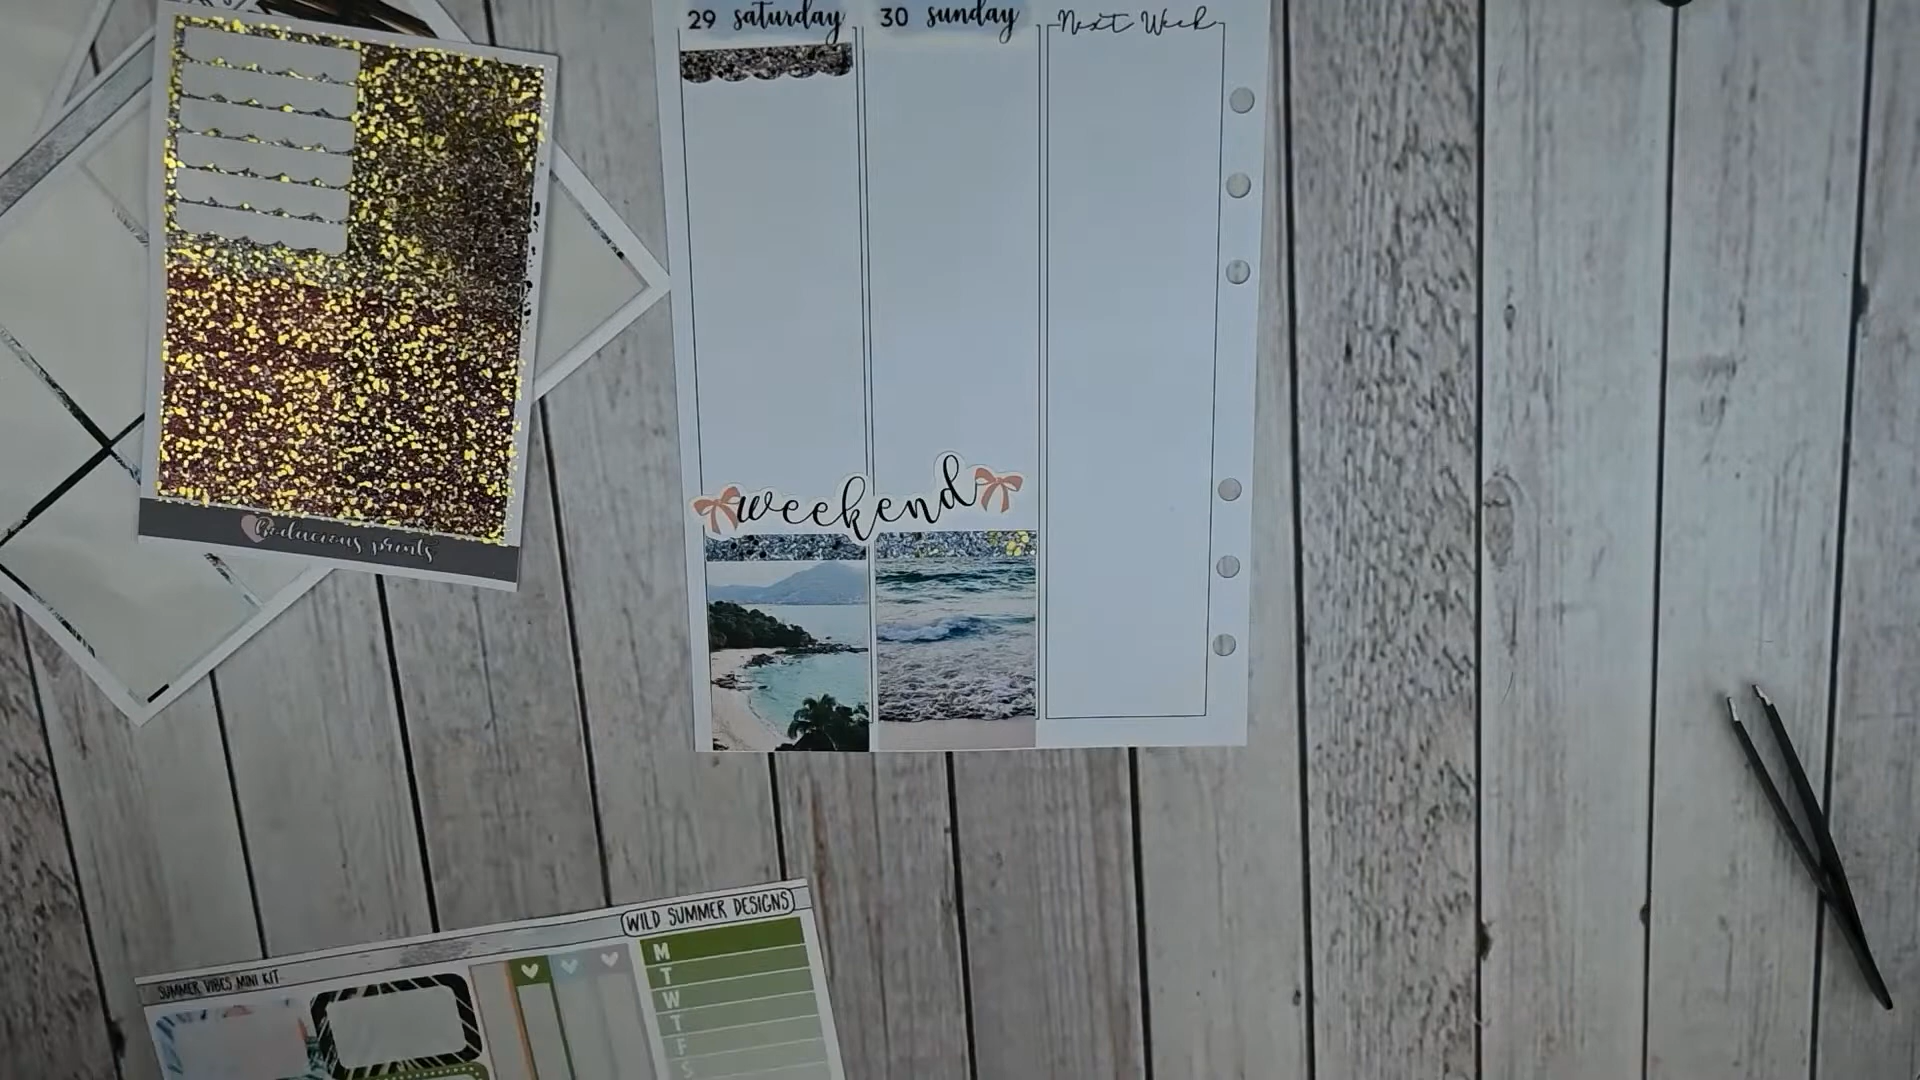 29 saturday
30 sunday
Next Week
weekend
Bodacious prints
WILD SUMMER DESIGNS
SUMMER VIBES MINI KIT
M
T
W
T
F
S